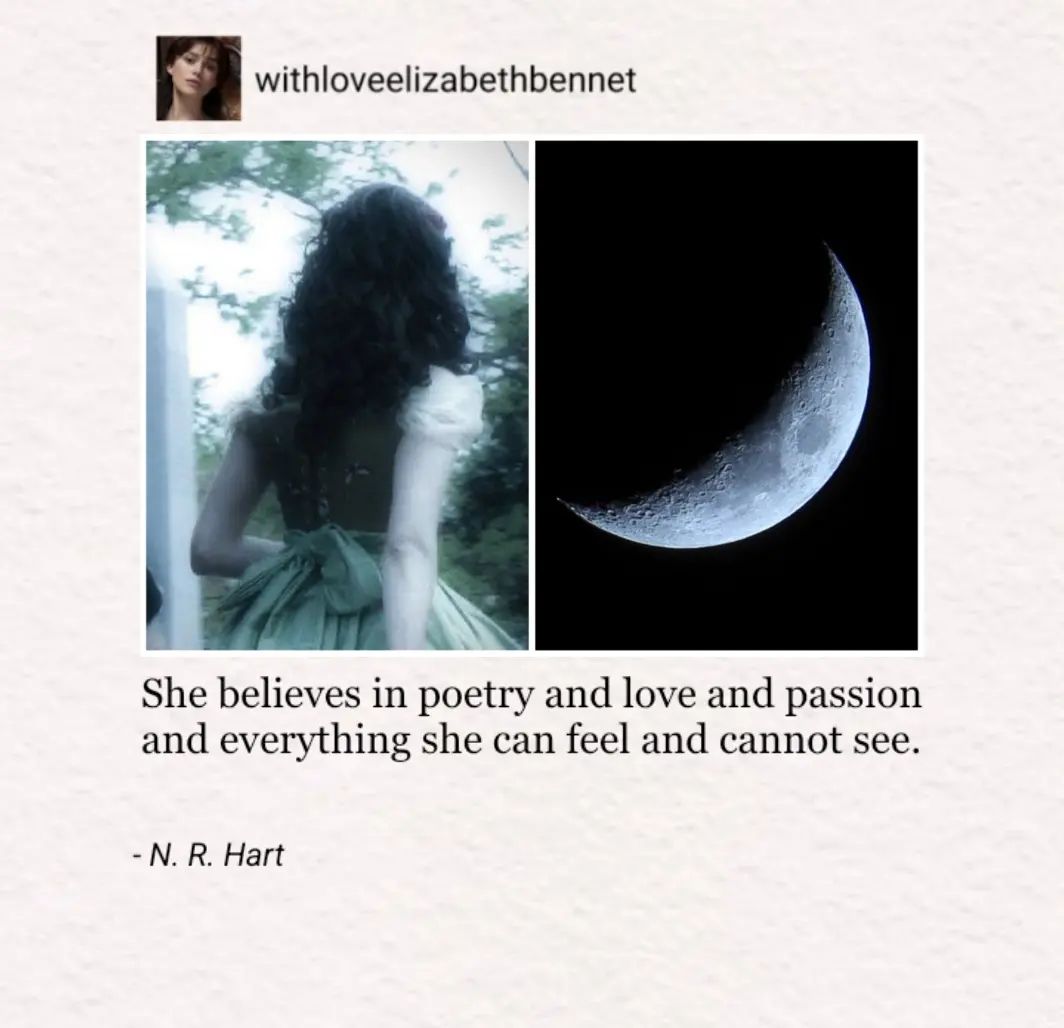 withloveelizabethbennet
She believes in poetry and love and passion
and everything she can feel and cannot see.
- N. R. Hart